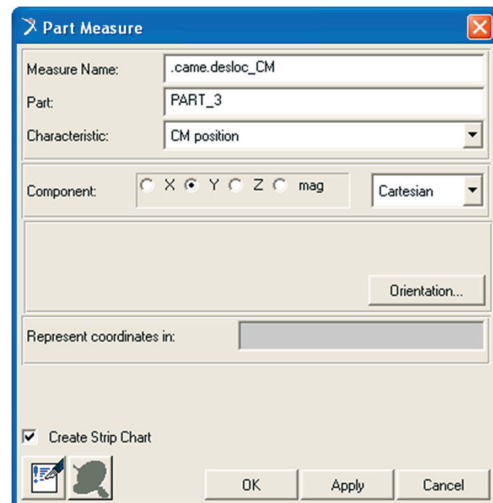 Part Measure
Measure Name: .came.desloc_CM
Part: PART_3
Characteristic: CM position
Component: X Y Z mag Cartesian
Orientation...
Represent coordinates in:
Create Strip Chart
OK Apply Cancel